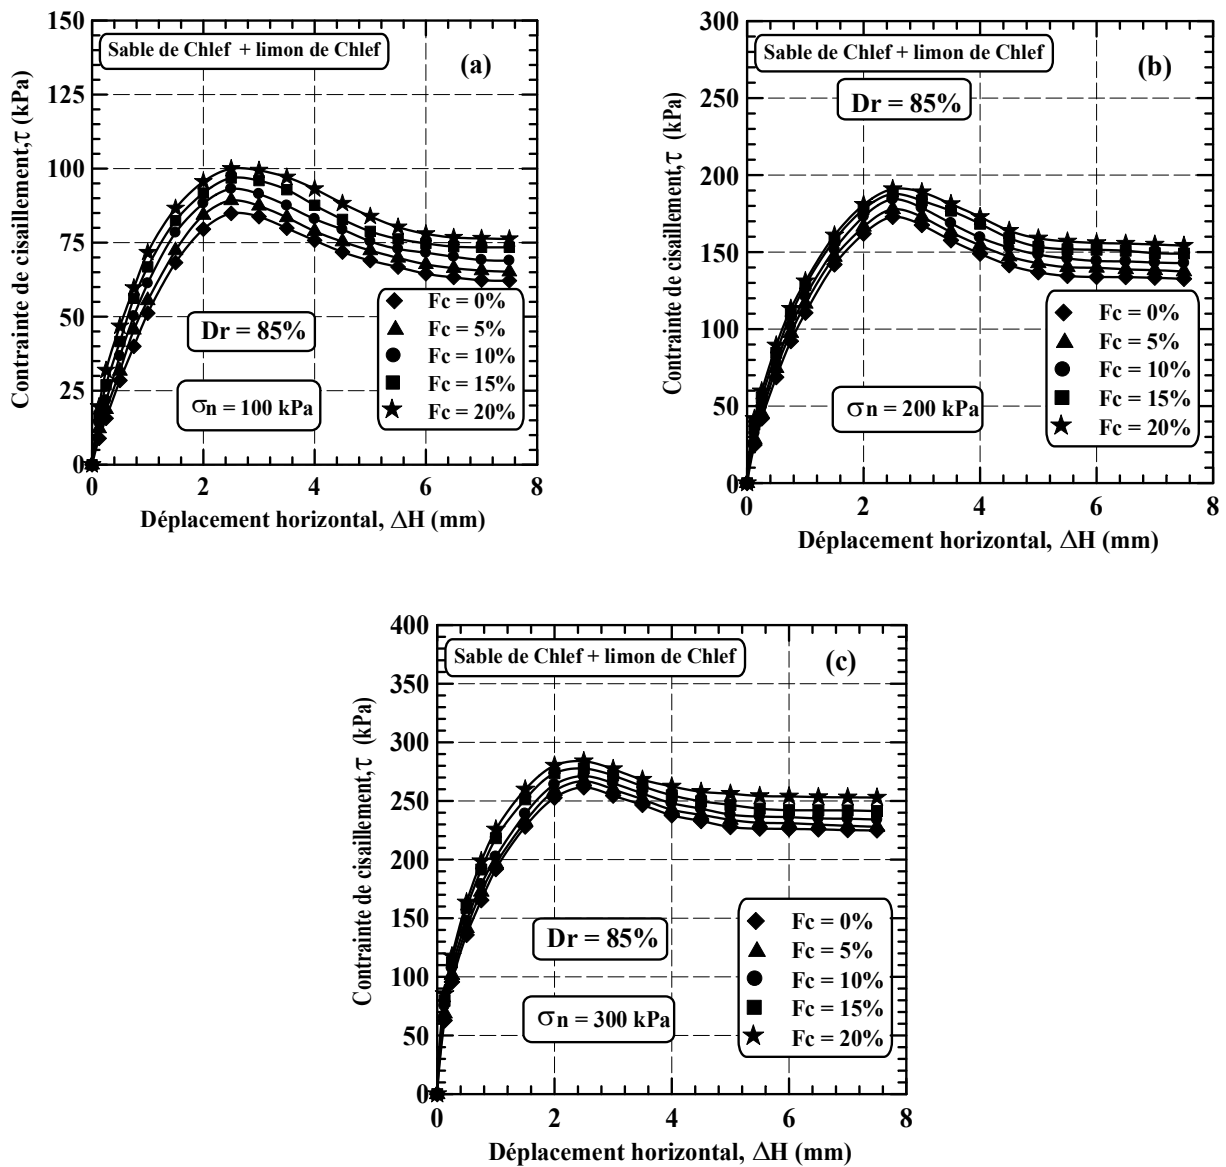 150
125
100
75
50
25
0
0
2
4
6
8
Contrainte de cisaillement,τ (kPa)
Déplacement horizontal, ΔH (mm)
Sable de Chlef + limon de Chlef
(a)
Dr = 85%
σn = 100 kPa
Fc = 0%
Fc = 5%
Fc = 10%
Fc = 15%
Fc = 20%
300
250
200
150
100
50
0
0
2
4
6
8
Contrainte de cisaillement,τ (kPa)
Déplacement horizontal, ΔH (mm)
Sable de Chlef + limon de Chlef
(b)
Dr = 85%
σn = 200 kPa
Fc = 0%
Fc = 5%
Fc = 10%
Fc = 15%
Fc = 20%
400
350
300
250
200
150
100
50
0
0
2
4
6
8
Contrainte de cisaillement,τ (kPa)
Déplacement horizontal, ΔH (mm)
Sable de Chlef + limon de Chlef
(c)
Dr = 85%
σn = 300 kPa
Fc = 0%
Fc = 5%
Fc = 10%
Fc = 15%
Fc = 20%